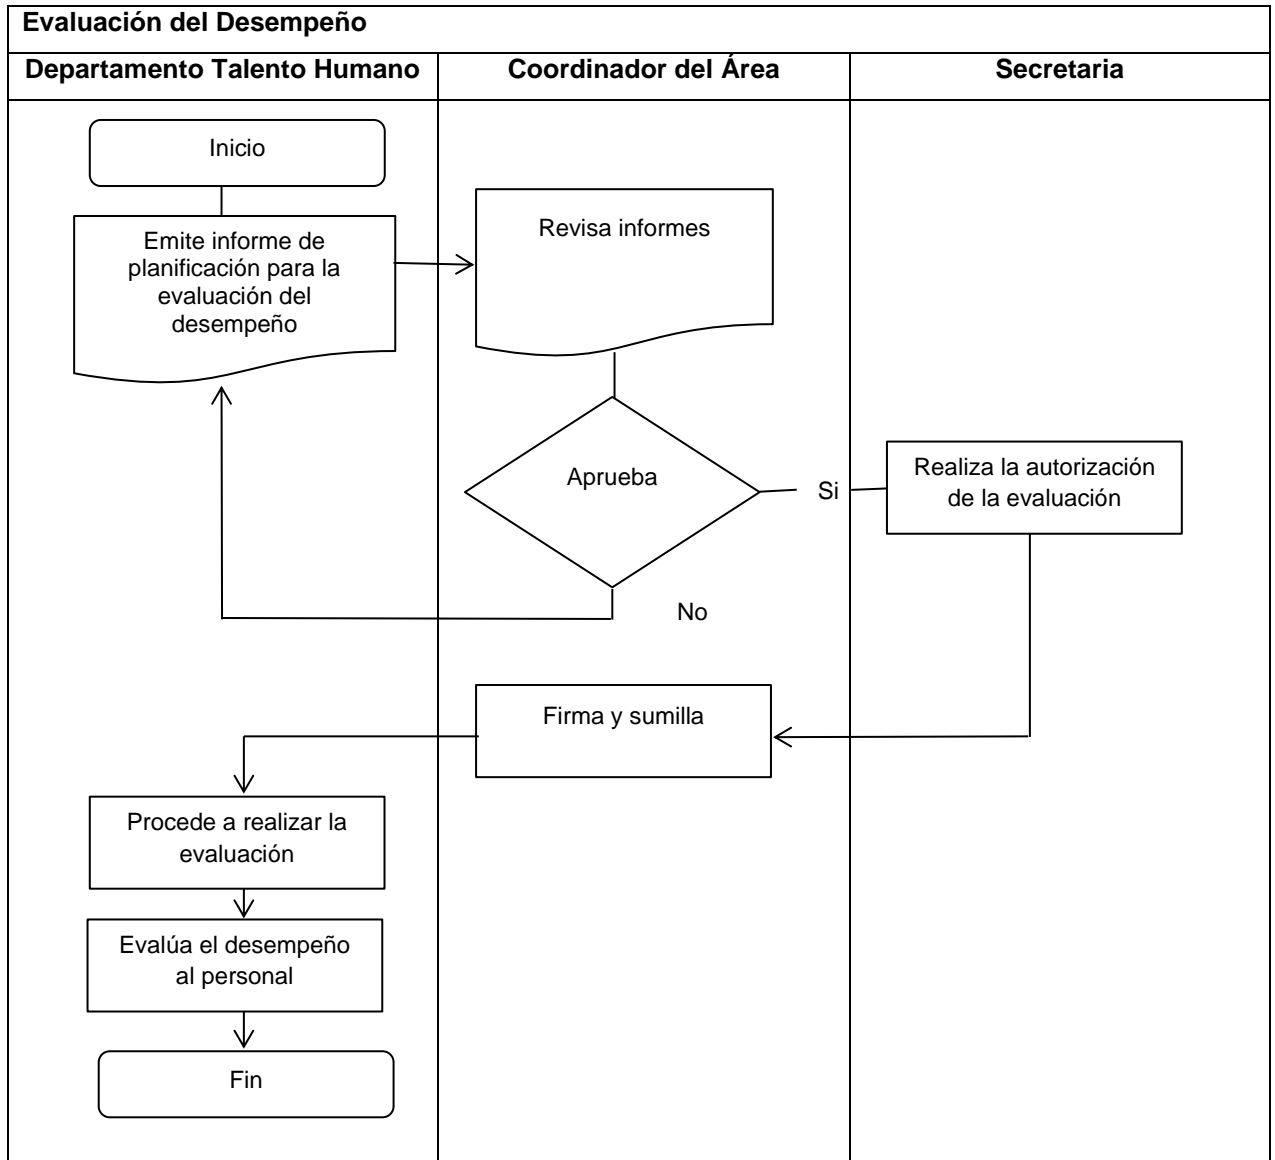 Evaluación del Desempeño
Departamento Talento Humano
Coordinador del Área
Secretaria
Inicio
Emite informe de
planificación para la
evaluación del
desempeño
Revisa informes
Aprueba
Si
Realiza la autorización
de la evaluación
No
Firma y sumilla
Procede a realizar la
evaluación
Evalúa el desempeño
al personal
Fin